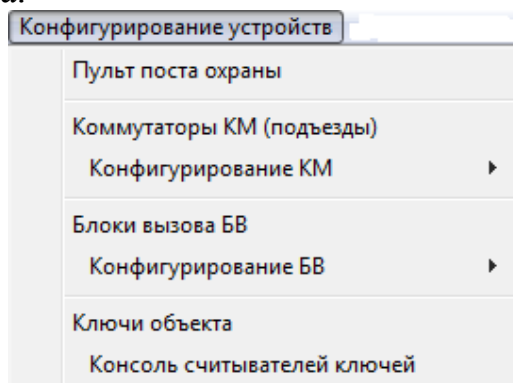 Конфигурирование устройств
Пульт поста охраны
Коммутаторы КМ (подъезды)
Конфигурирование КМ
Блоки вызова БВ
Конфигурирование БВ
Ключи объекта
Консоль считывателей ключей